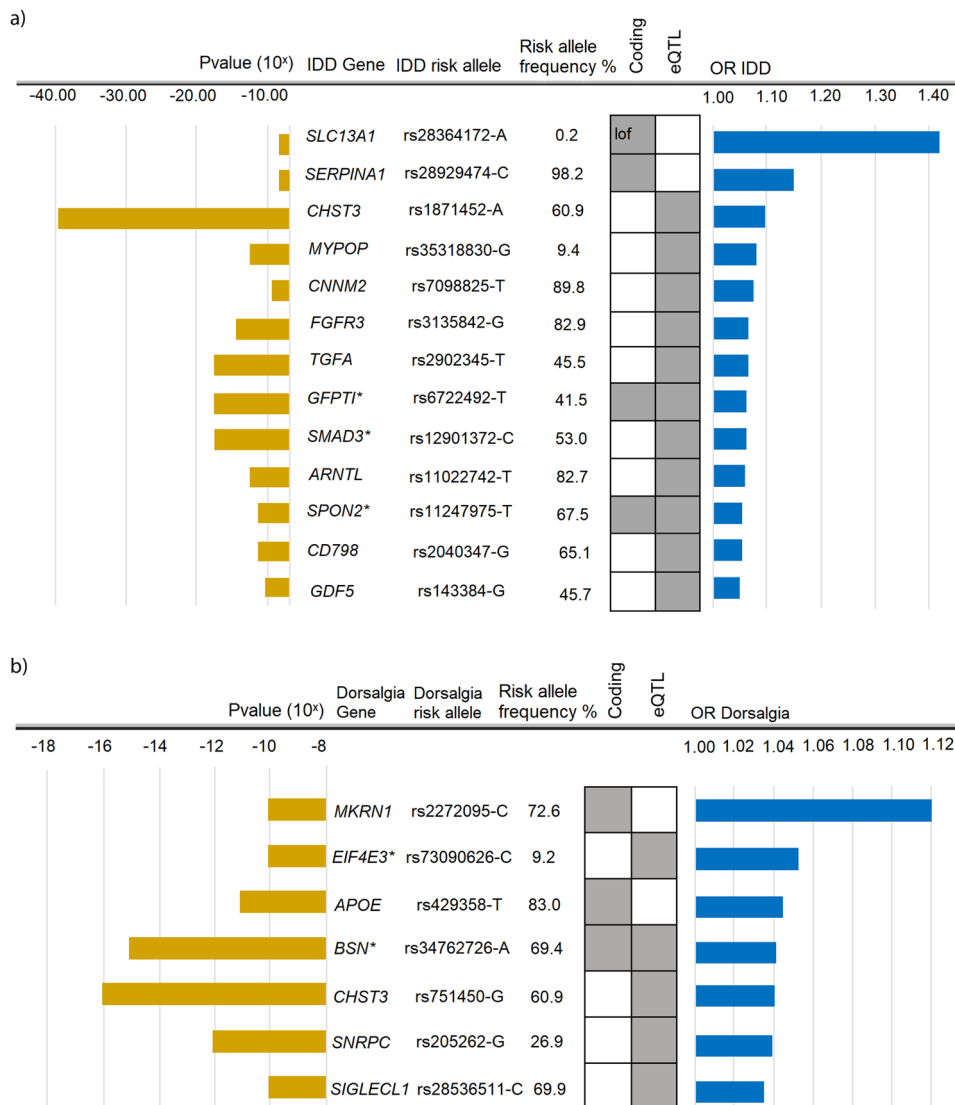 a)
Pvalue (10ˣ) IDD Gene IDD risk allele Risk allele frequency % Coding eQTL OR IDD
-40.00 -30.00 -20.00 -10.00 1.00 1.10 1.20 1.30 1.40
SLC13A1 rs28364172-A 0.2 lof
SERPINA1 rs28929474-C 98.2
CHST3 rs1871452-A 60.9
MYPOP rs35318830-G 9.4
CNNM2 rs7098825-T 89.8
FGFR3 rs3135842-G 82.9
TGFA rs2902345-T 45.5
GFPTI* rs6722492-T 41.5
SMAD3* rs12901372-C 53.0
ARNTL rs11022742-T 82.7
SPON2* rs11247975-T 67.5
CD798 rs2040347-G 65.1
GDF5 rs143384-G 45.7
b)
Pvalue (10ˣ) Dorsalgia Gene Dorsalgia risk allele Risk allele frequency % Coding eQTL OR Dorsalgia
-18 -16 -14 -12 -10 -8 1.00 1.02 1.04 1.06 1.08 1.10 1.12
MKRN1 rs2272095-C 72.6
EIF4E3* rs73090626-C 9.2
APOE rs429358-T 83.0
BSN* rs34762726-A 69.4
CHST3 rs751450-G 60.9
SNRPC rs205262-G 26.9
SIGLECL1 rs28536511-C 69.9